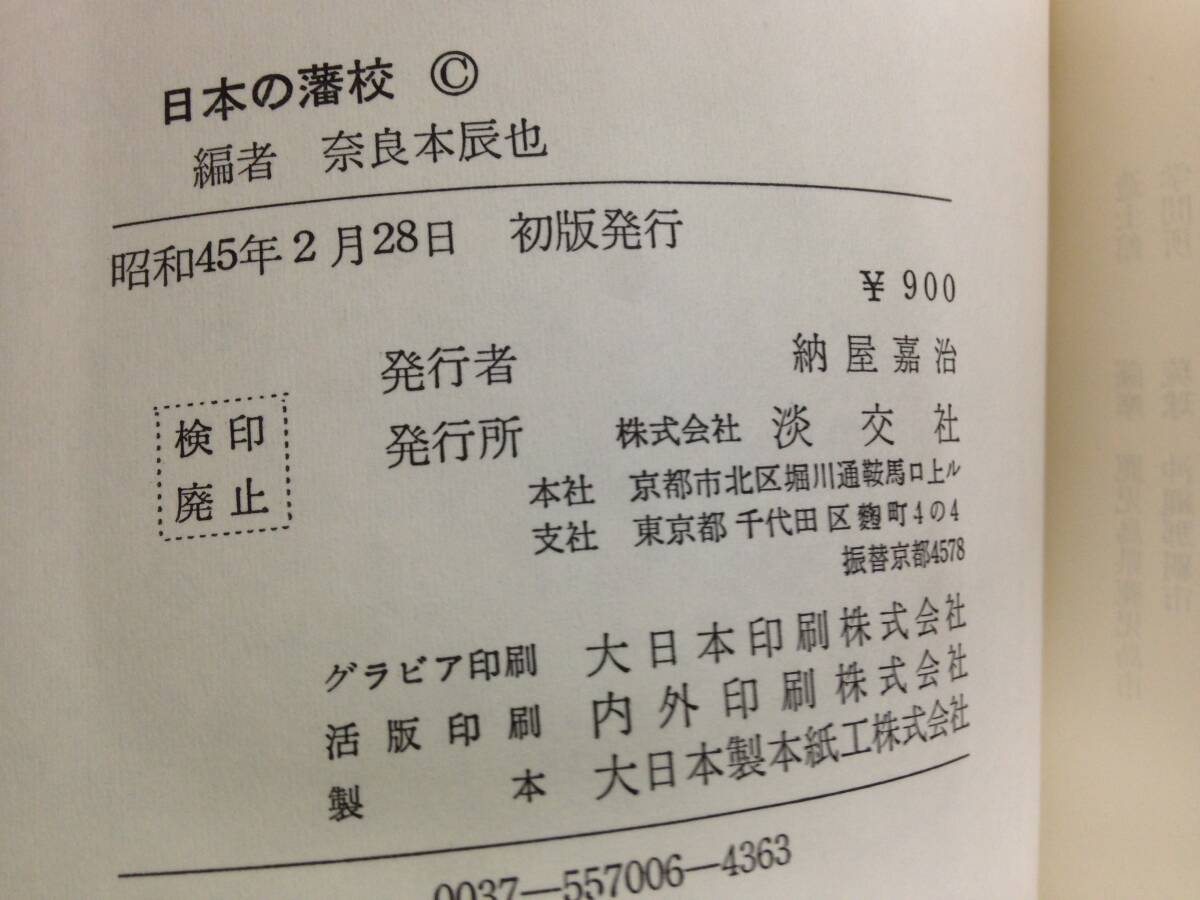 日本の藩校 ©
編者 奈良本辰也
昭和45年2月28日 初版発行
¥900
発行者 納屋嘉治
発行所 株式会社 淡交社
本社 京都市北区堀川通鞍馬口上ル
支社 東京都千代田区麴町4の4
振替京都4578
検印
廃止
グラビア印刷 大日本印刷株式会社
活版印刷 内外印刷株式会社
製本 大日本製本紙工株式会社
0037—557006—4363